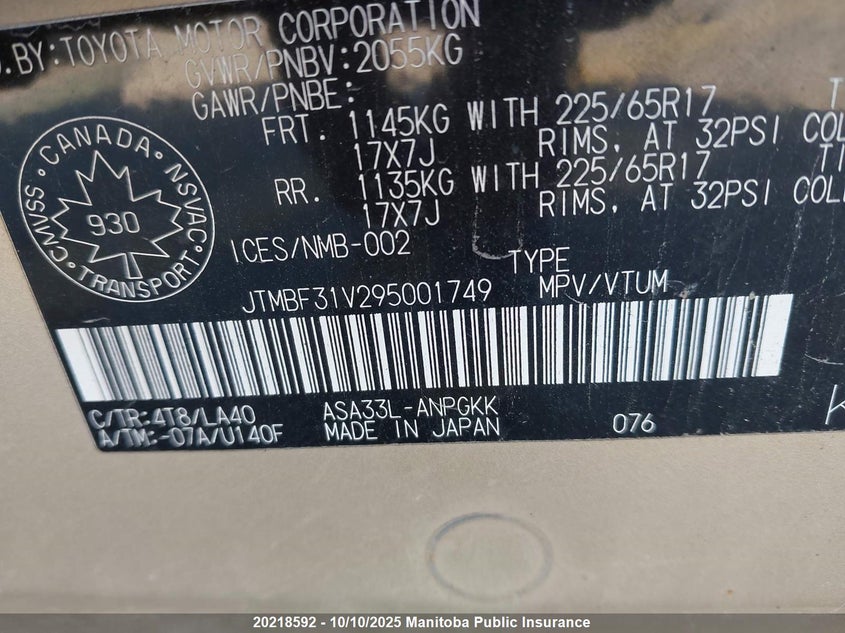 D. BY: TOYOTA MOTOR CORPORATION
GVWR/PNBV: 2055KG
GAWR/PNBE:
FRT. 1145KG WITH 225/65R17
17X7J RIMS, AT 32PSI COL
RR. 1135KG WITH 225/65R17
17X7J RIMS, AT 32PSI COL
CANADA
CMVSS 930 NSVAC
TRANSPORT
ICES/NMB-002
TYPE
JTMBF31V295001749 MPV/VTUM
C/TR: 4T8/LA40 ASA33L-ANPGKK
A/TM: -07A/U140F MADE IN JAPAN 076
20218592 - 10/10/2025 Manitoba Public Insurance